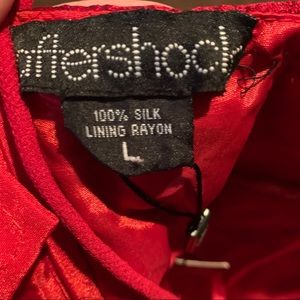 aftershock
100% SILK
LINING RAYON
L